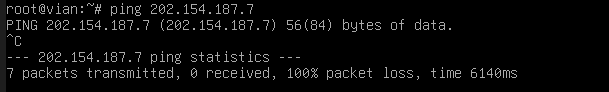 root@vian:~# ping 202.154.187.7
PING 202.154.187.7 (202.154.187.7) 56(84) bytes of data.
^C
--- 202.154.187.7 ping statistics ---
7 packets transmitted, 0 received, 100% packet loss, time 6140ms